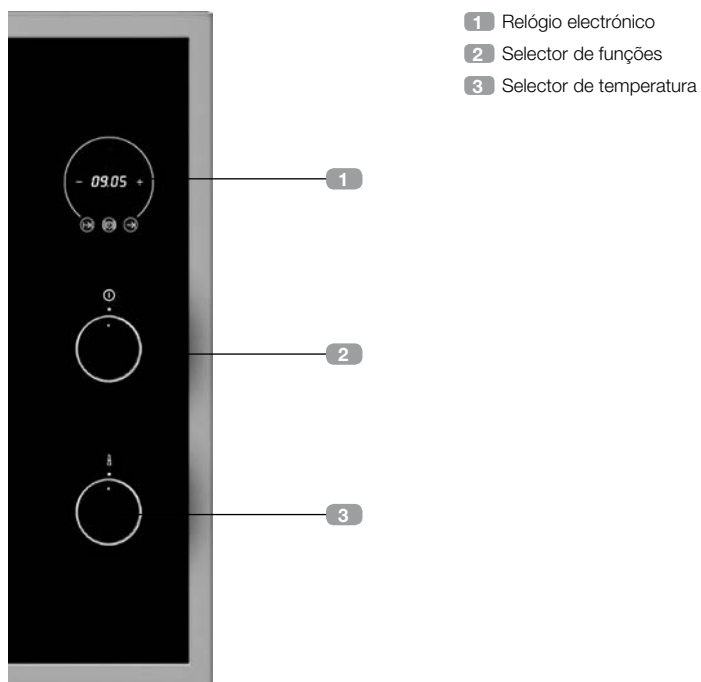 1 Relógio electrónico
2 Selector de funções
3 Selector de temperatura
- 09.05 +
1
2
3